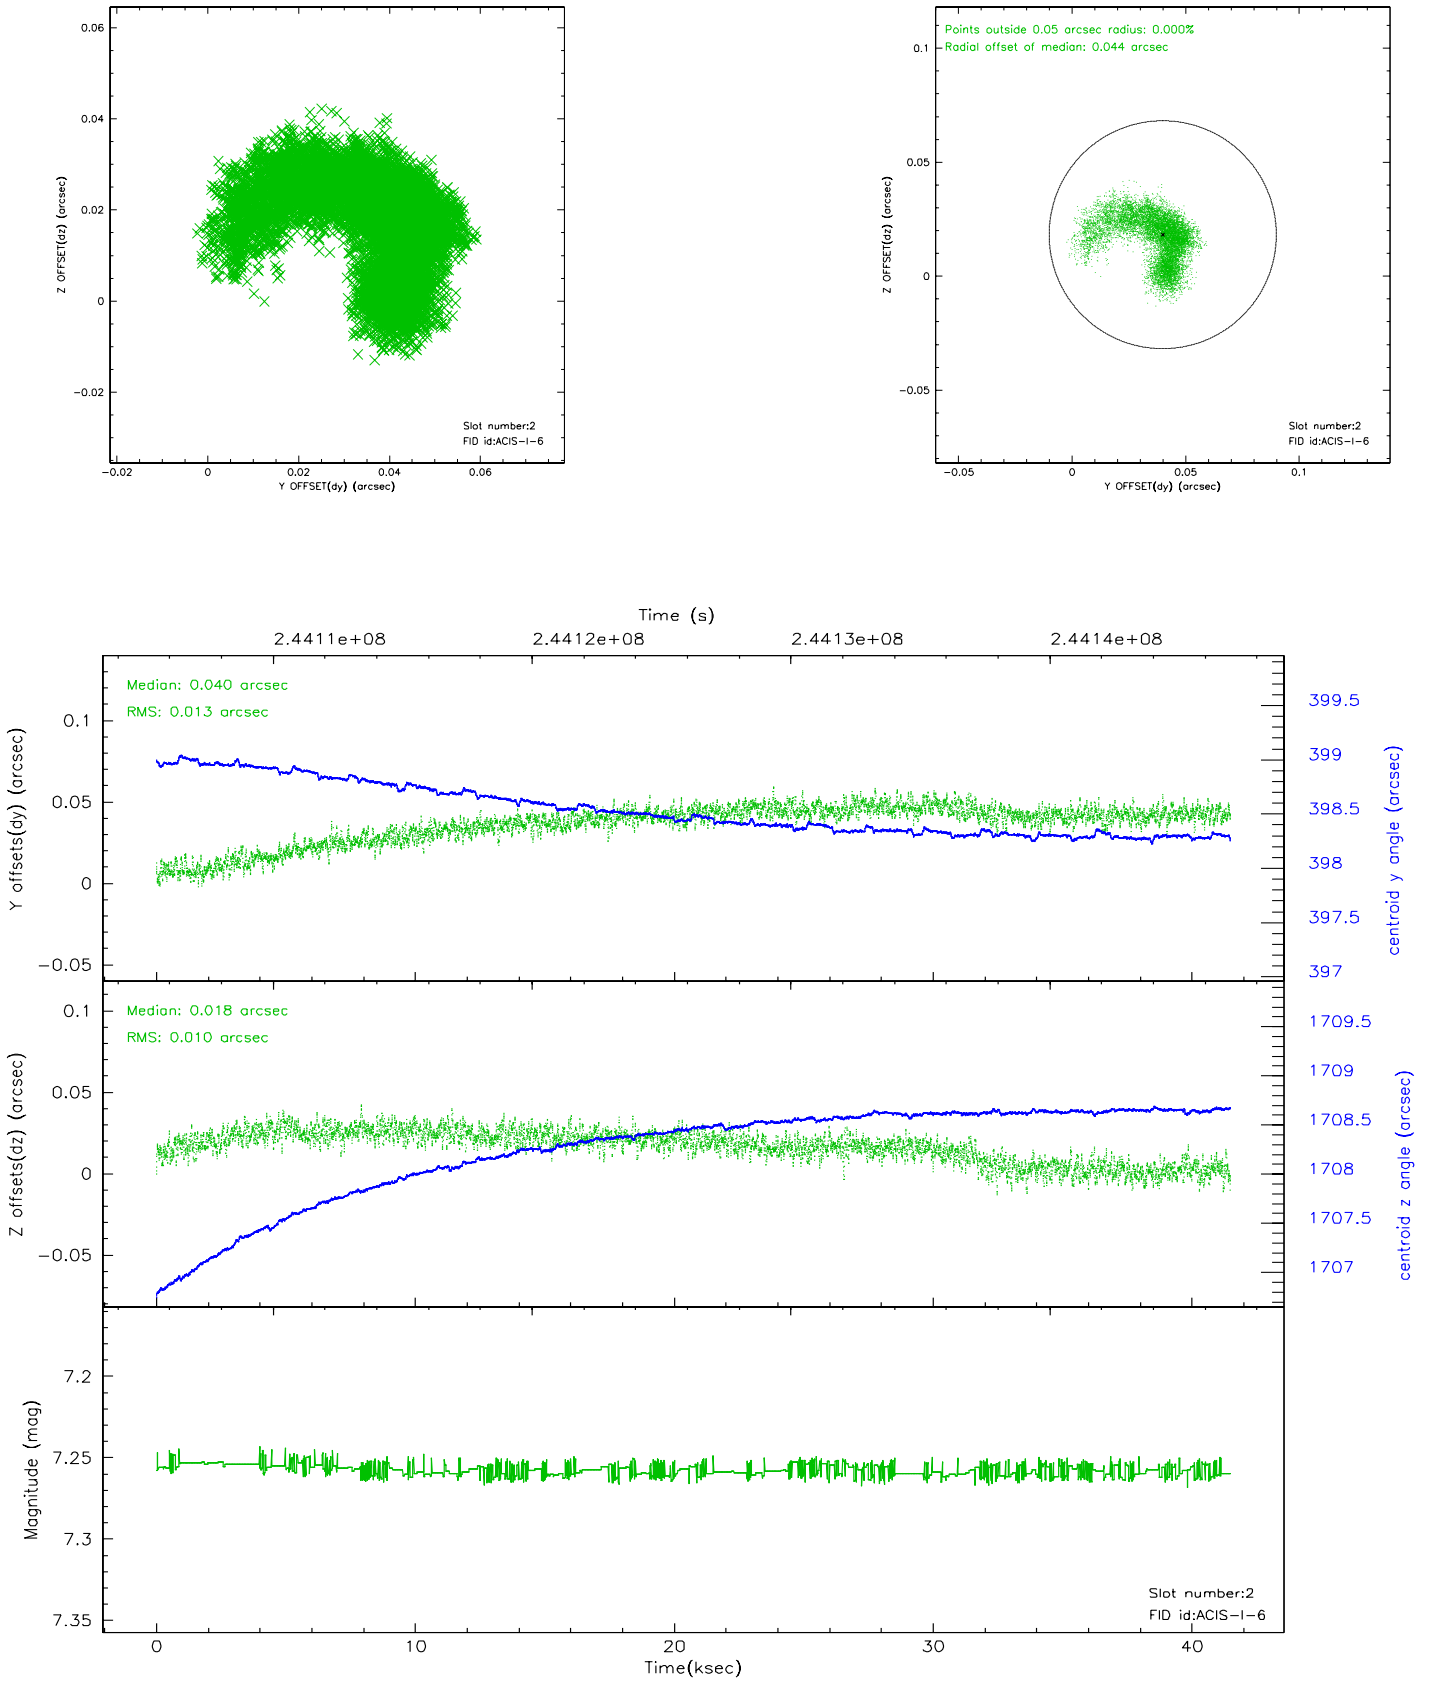 0.06
0.04
0.02
0
−0.02
Z OFFSET(dz) (arcsec)
Slot number:2
FID id:ACIS−I−6
−0.02 0 0.02 0.04 0.06
Y OFFSET(dy) (arcsec)
Points outside 0.05 arcsec radius: 0.000%
Radial offset of median: 0.044 arcsec
0.1
0.05
0
−0.05
Z OFFSET(dz) (arcsec)
Slot number:2
FID id:ACIS−I−6
−0.05 0 0.05 0.1
Y OFFSET(dy) (arcsec)
Time (s)
2.4411e+08 2.4412e+08 2.4413e+08 2.4414e+08
Median: 0.040 arcsec
RMS: 0.013 arcsec
0.1
0.05
0
−0.05
Y offsets(dy) (arcsec)
399.5
399
398.5
398
397.5
397
centroid y angle (arcsec)
Median: 0.018 arcsec
RMS: 0.010 arcsec
0.1
0.05
0
−0.05
Z offsets(dz) (arcsec)
1709.5
1709
1708.5
1708
1707.5
1707
centroid z angle (arcsec)
7.2
7.25
7.3
7.35
Magnitude (mag)
Slot number:2
FID id:ACIS−I−6
0 10 20 30 40
Time(ksec)